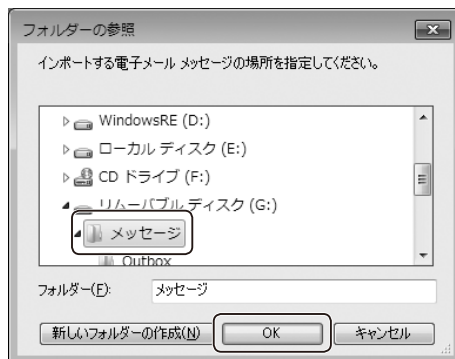 フォルダーの参照
インポートする電子メール メッセージの場所を指定してください。
WindowsRE (D:)
ローカル ディスク (E:)
CD ドライブ (F:)
リムーバブル ディスク (G:)
メッセージ
Outbox
フォルダー(F): メッセージ
新しいフォルダーの作成(N) OK キャンセル